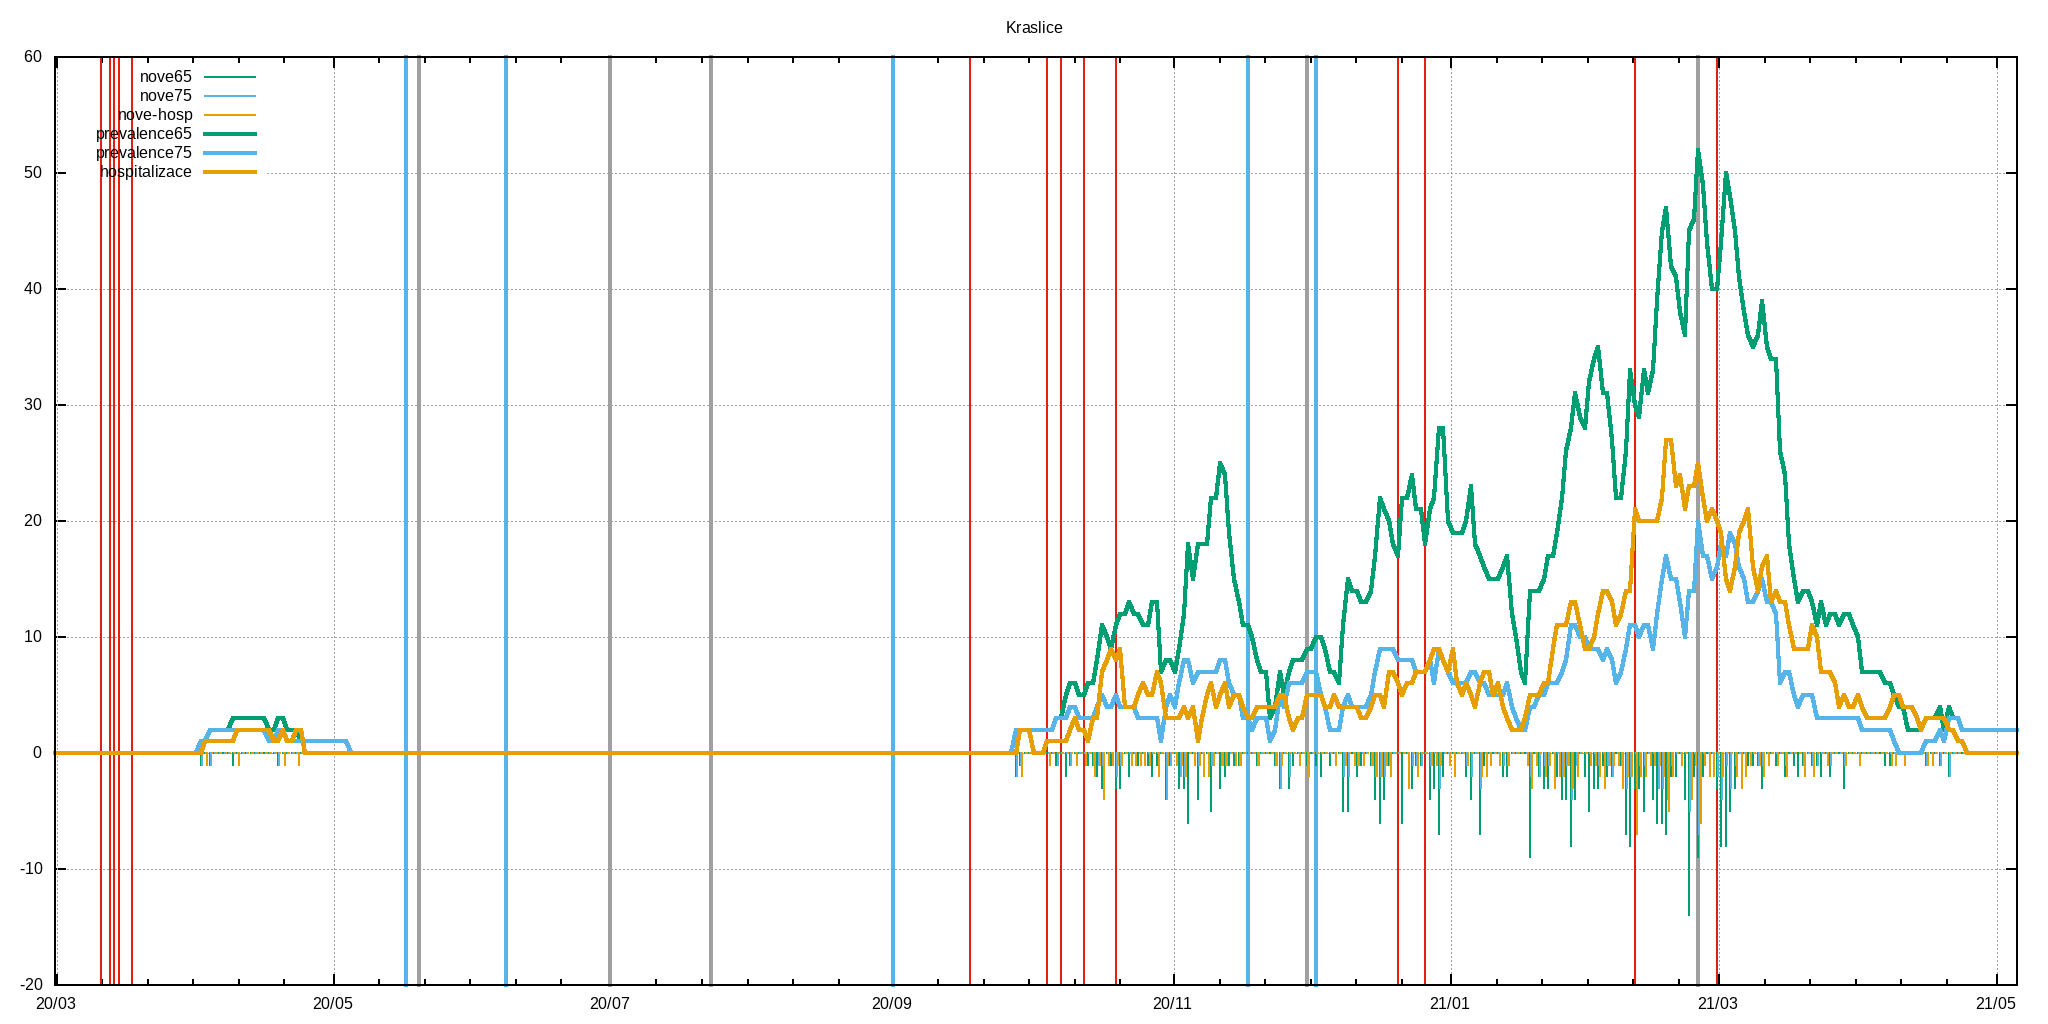 Kraslice
60
50
40
30
20
10
0
-10
-20
nove65
nove75
nove-hosp
prevalence65
prevalence75
hospitalizace
20/03 20/05 20/07 20/09 20/11 21/01 21/03 21/05